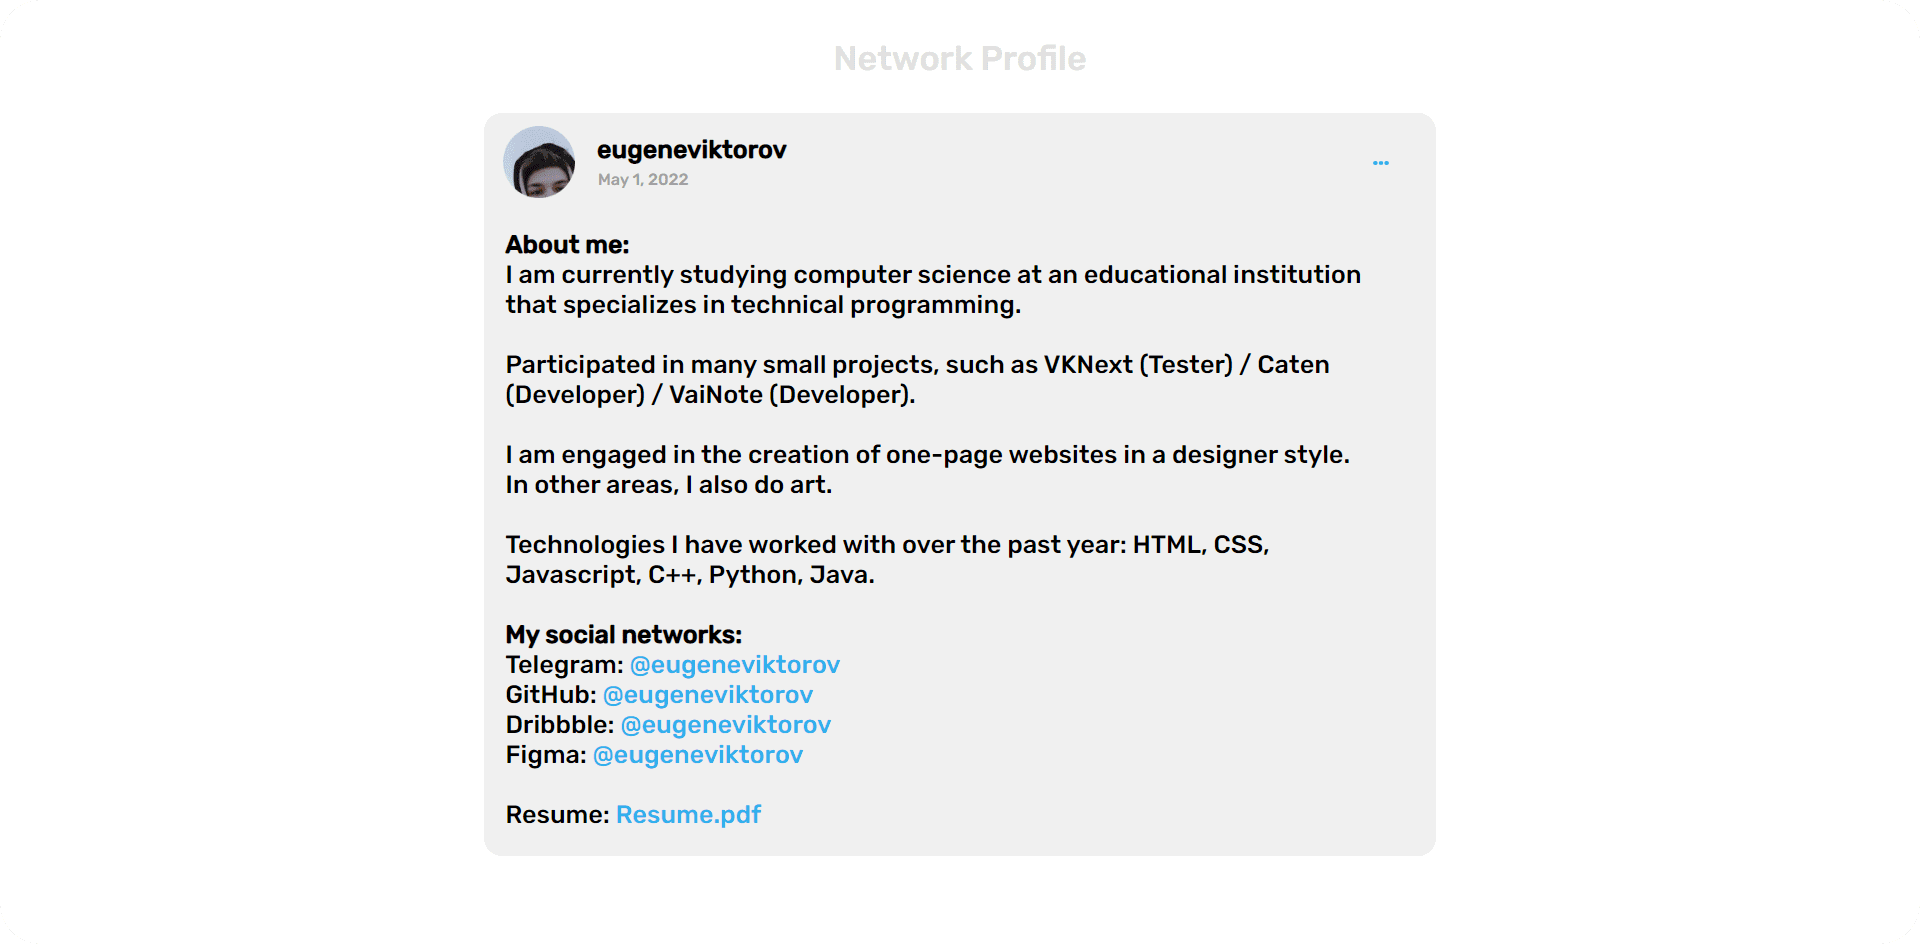 Network Profile
eugeneviktorov
May 1, 2022
About me:
I am currently studying computer science at an educational institution
that specializes in technical programming.
Participated in many small projects, such as VKNext (Tester) / Caten
(Developer) / VaiNote (Developer).
I am engaged in the creation of one-page websites in a designer style.
In other areas, I also do art.
Technologies I have worked with over the past year: HTML, CSS,
Javascript, C++, Python, Java.
My social networks:
Telegram: @eugeneviktorov
GitHub: @eugeneviktorov
Dribbble: @eugeneviktorov
Figma: @eugeneviktorov
Resume: Resume.pdf